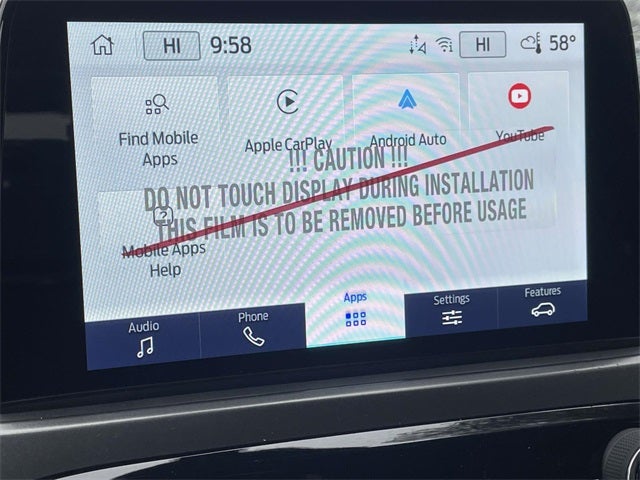 HI 9:58 HI 58°
Find Mobile Apps
Apple CarPlay
Android Auto
YouTube
!!! CAUTION !!!
DO NOT TOUCH DISPLAY DURING INSTALLATION
THIS FILM IS TO BE REMOVED BEFORE USAGE
Mobile Apps
Help
Audio
Phone
Apps
Settings
Features